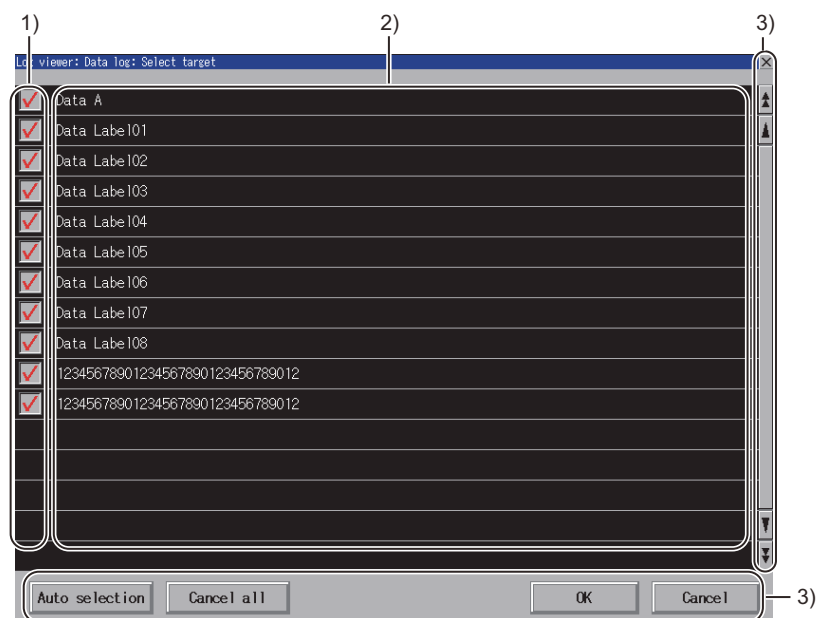 1) 2) 3)
Log viewer: Data log: Select target
Data A
Data Label01
Data Label02
Data Label03
Data Label04
Data Label05
Data Label06
Data Label07
Data Label08
12345678901234567890123456789012
12345678901234567890123456789012
Auto selection Cancel all OK Cancel 3)